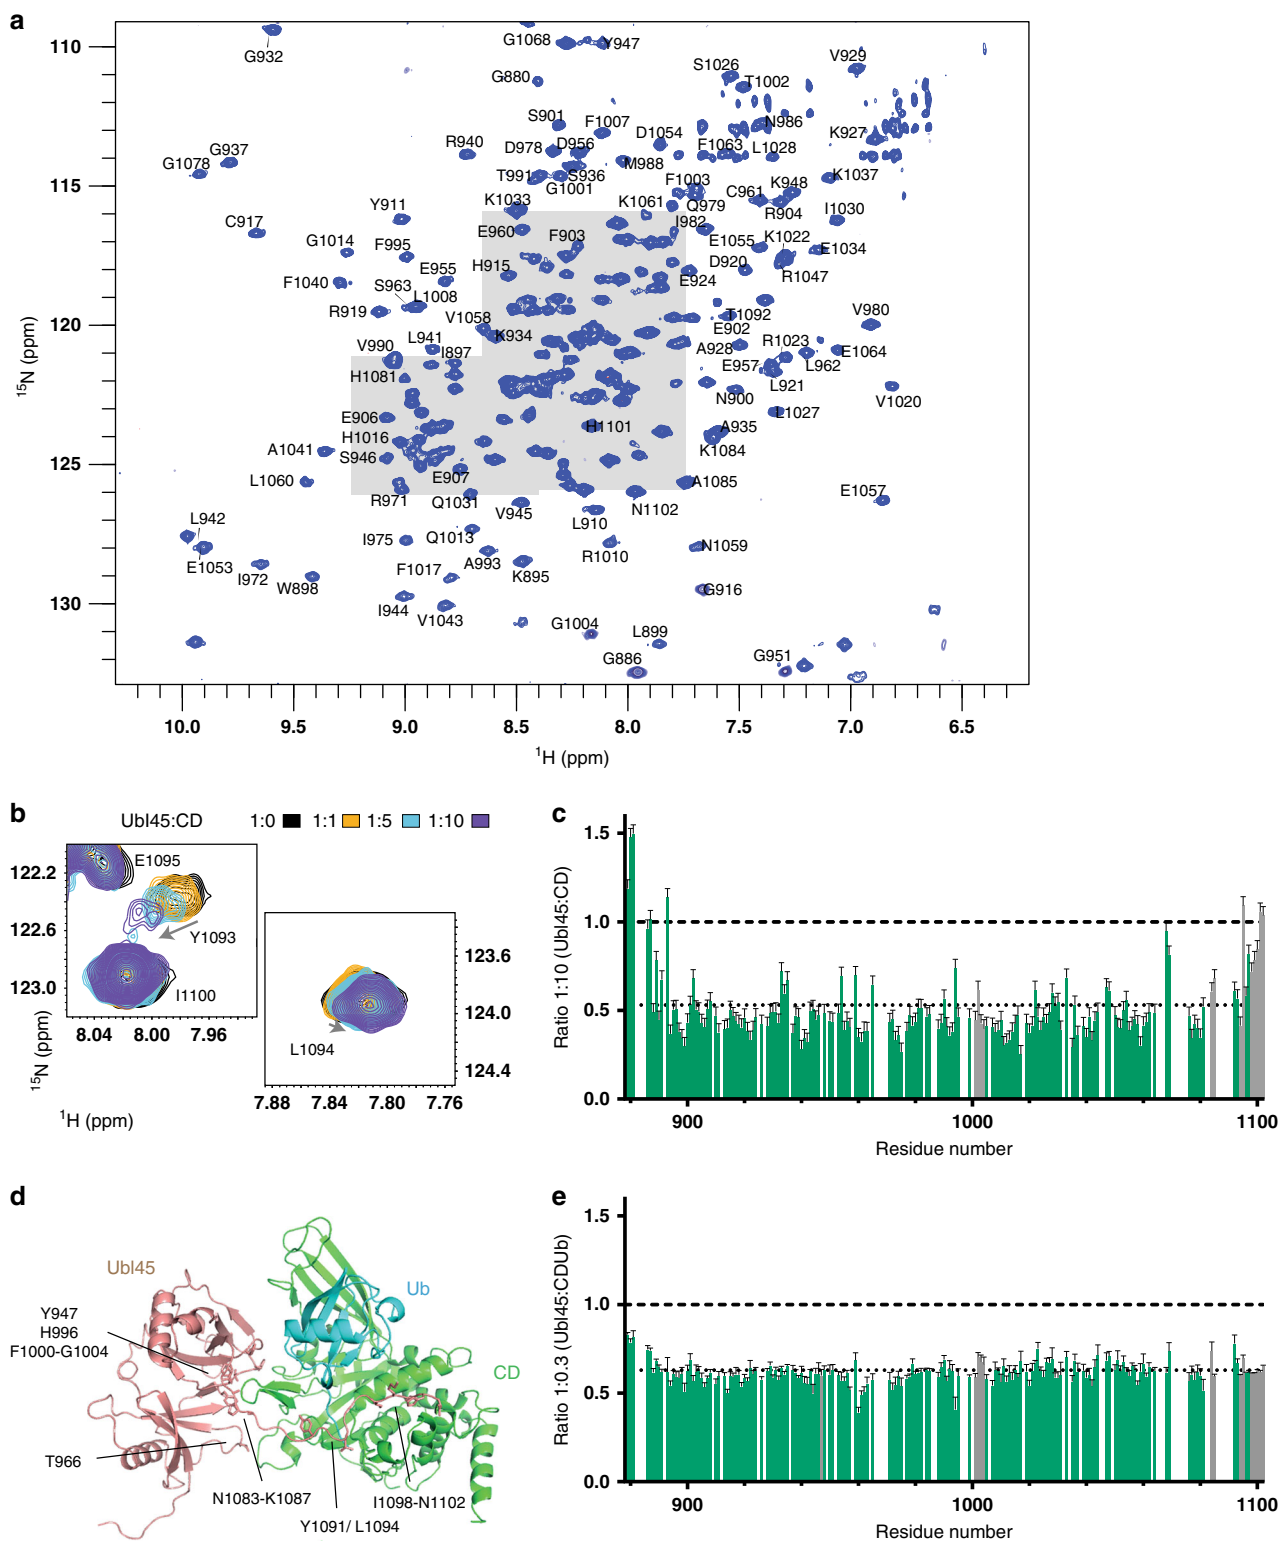 a
110
115
120
125
130
15N (ppm)
G1068
Y947
G932
G880
S1026
V929
T1002
S901
F1007
N986
K927
R940
D978
D956
D1054
F1063
L1028
G937
G1078
M988
T991
S936
F1003
K948
K1037
G1001
C961
K1033
K1061
Q979
R904
I1030
Y911
C917
I982
E960
F903
E1055
K1022
E1034
G1014
F995
D920
H915
E955
E924
R1047
F1040
S963
L1008
R919
V1058
T1092
V980
K934
E902
L941
R1023
V990
I897
A928
E1064
E957
L962
H1081
L921
N900
V1020
E906
L1027
H1101
A935
H1016
A1041
K1084
S946
L1060
E907
A1085
R971
Q1031
E1057
V945
N1102
L910
L942
I975
Q1013
N1059
R1010
E1053
A993
I972
F1017
K895
W898
G916
I944
V1043
G1004
L899
G886
G951
10.0 9.5 9.0 8.5 8.0 7.5 7.0 6.5
1H (ppm)
b
Ubl45:CD 1:0 1:1 1:5 1:10
122.2
122.6
123.0
E1095
Y1093
I1100
8.04 8.00 7.96
15N (ppm)
1H (ppm)
123.6
124.0
124.4
L1094
7.88 7.84 7.80 7.76
c
1.5
1.0
0.5
0.0
Ratio 1:10 (Ubl45:CD)
900 1000 1100
Residue number
d
Ubl45
Ub
CD
Y947
H996
F1000-G1004
T966
N1083-K1087
I1098-N1102
Y1091/ L1094
e
1.5
1.0
0.5
0.0
Ratio 1:0.3 (Ubl45:CDUb)
900 1000 1100
Residue number